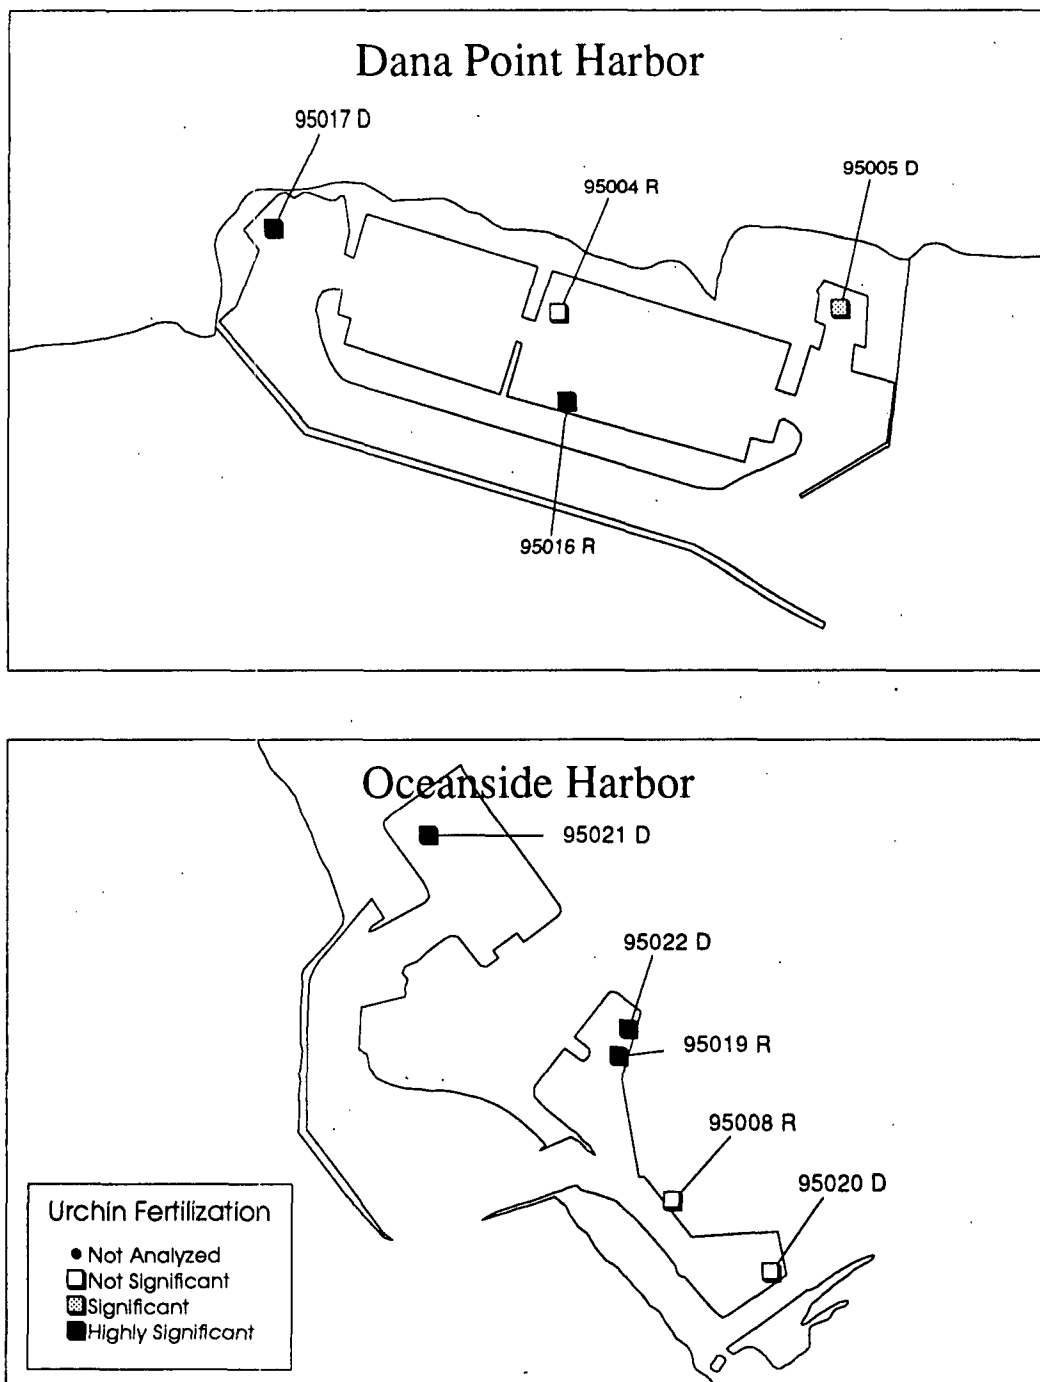 Dana Point Harbor
95017 D
95004 R
95005 D
95016 R
Oceanside Harbor
95021 D
95022 D
95019 R
95008 R
95020 D
Urchin Fertilization
Not Analyzed
Not Significant
Significant
Highly Significant